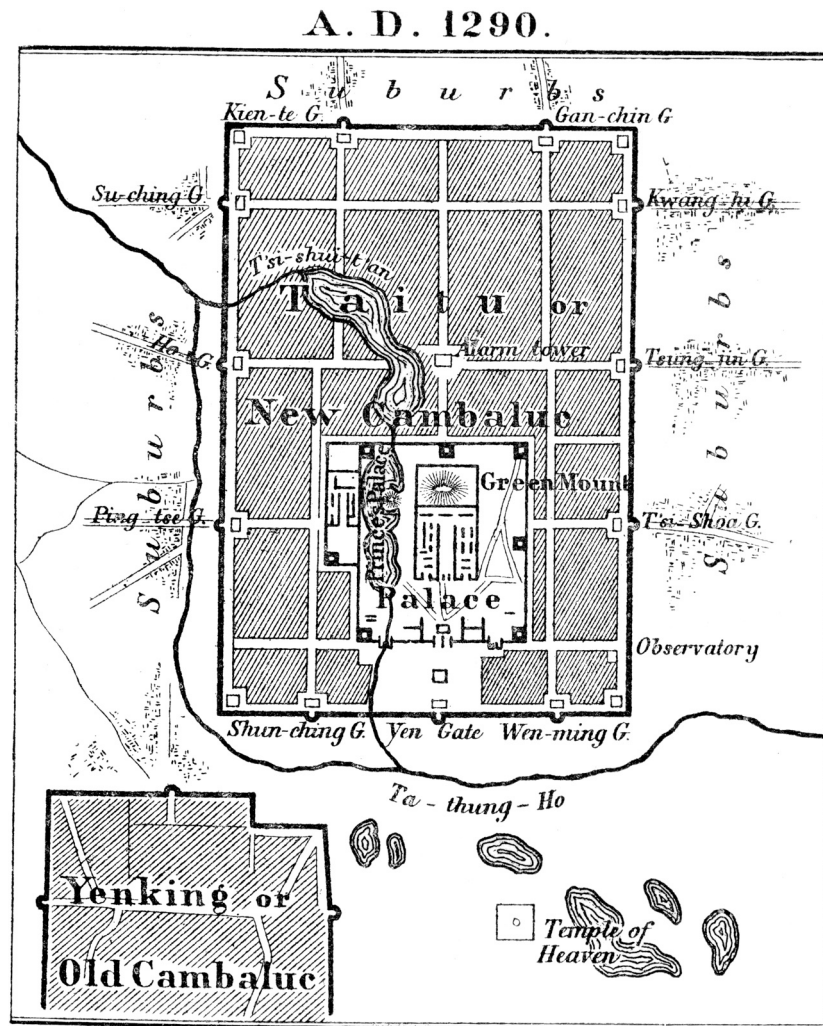 A. D. 1290.
Suburbs
Kien-te G.
Gan-chin G
Su-ching G.
Kwang-hi G.
T'si-shui-t'an
Taitu or
Suburbs
Suburbs
Ho-i G.
Alarm tower
Tsung-jin G.
New Cambaluc
Prince's Palace
Green Mount
Ping-tse G.
T'si-Shoa G.
Palace
Observatory
Shun-ching G.
Yen Gate
Wen-ming G.
Ta-thung-Ho
Yenking or
Old Cambaluc
Temple of
Heaven